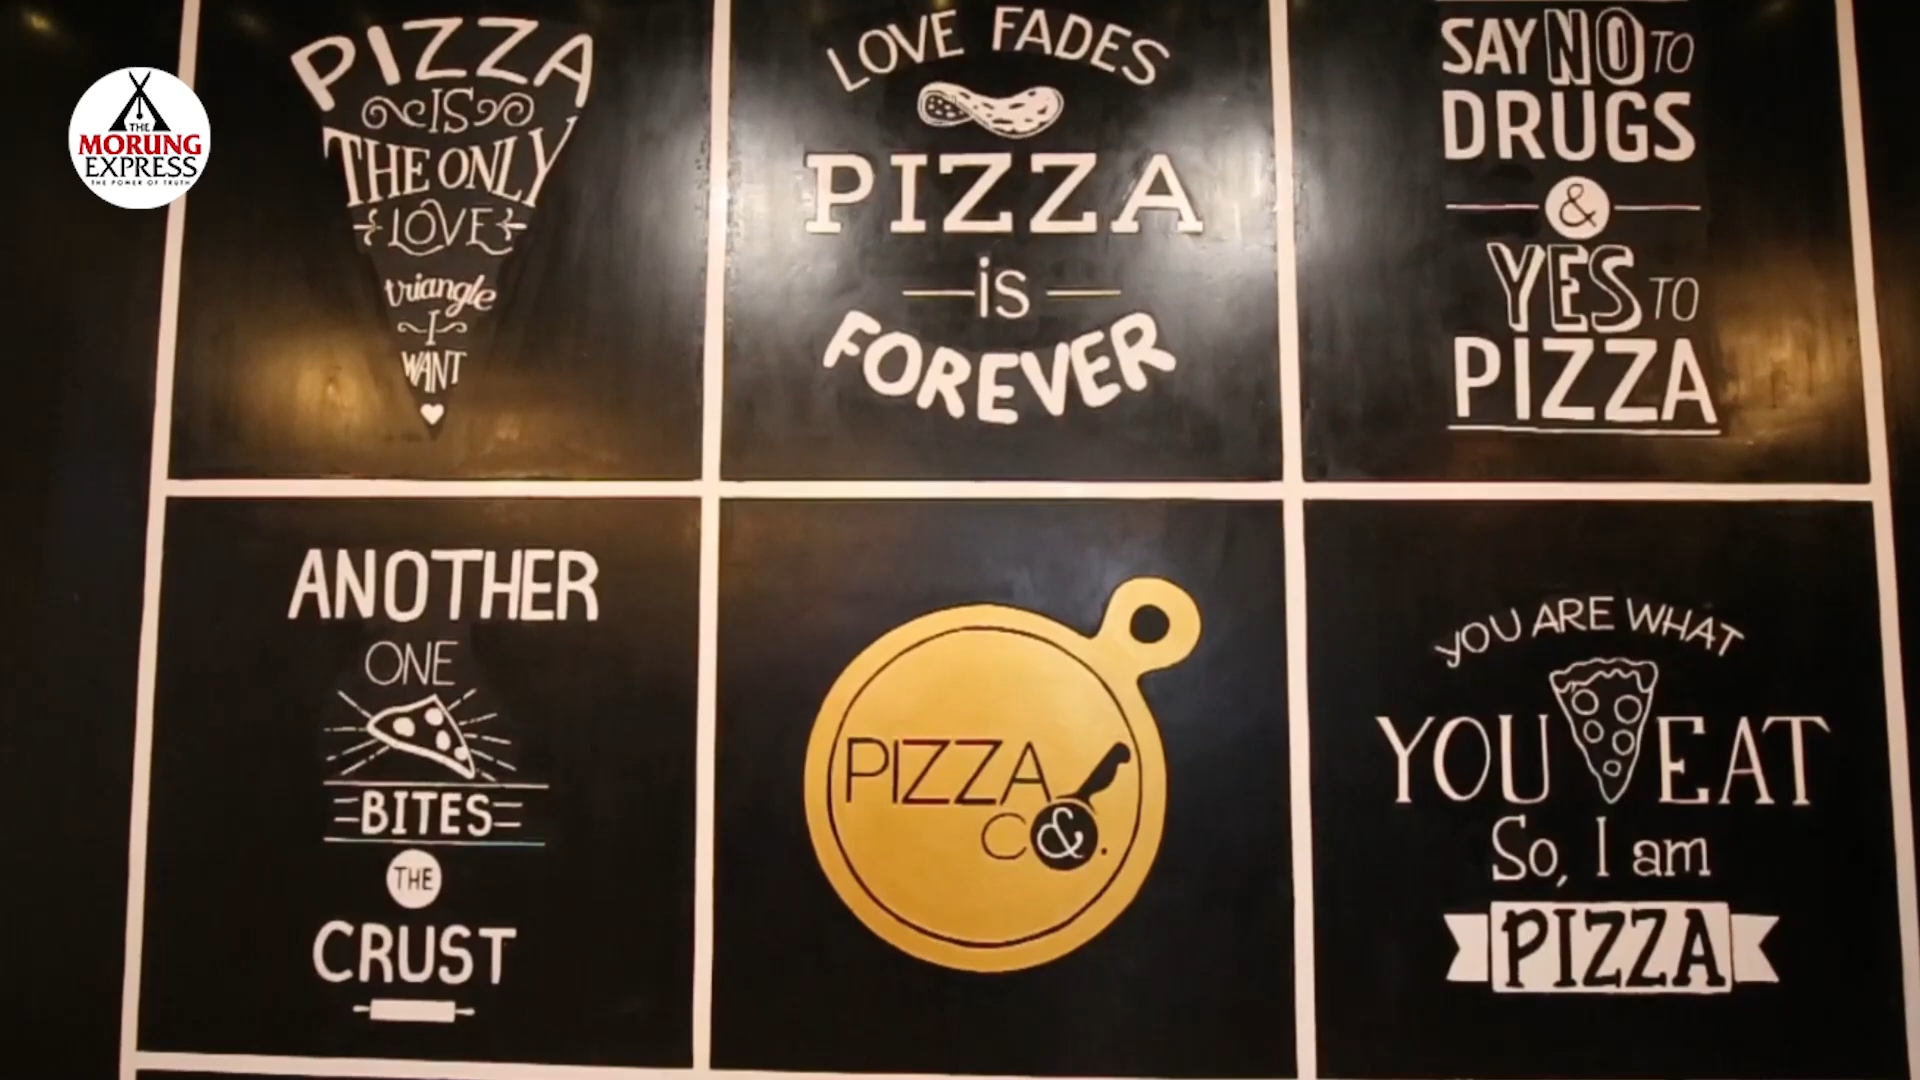 THE
MORUNG
EXPRESS
THE POWER OF TRUTH
PIZZA
IS
THE ONLY
LOVE
triangle
I
WANT
LOVE FADES
PIZZA
is
FOREVER
SAY NO TO
DRUGS
&
YES TO
PIZZA
ANOTHER
ONE
BITES
THE
CRUST
PIZZA
C&.
YOU ARE WHAT
YOU EAT
So, I am
PIZZA